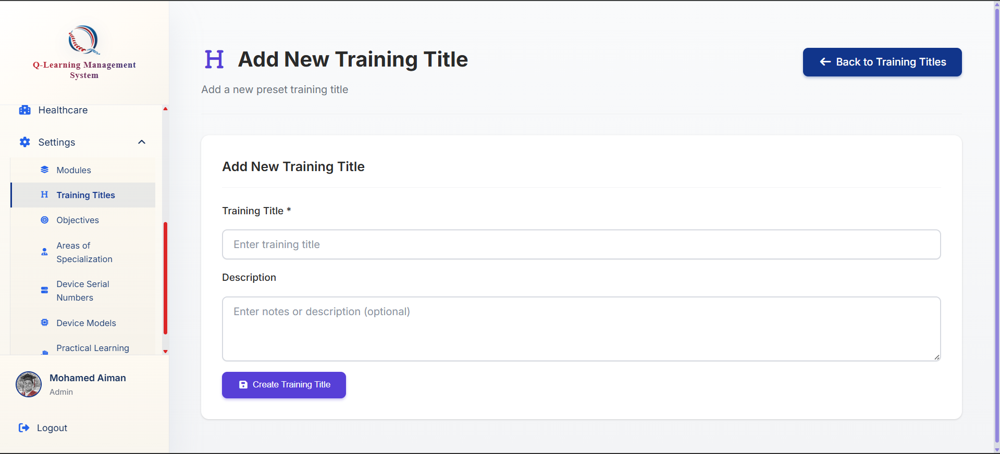 Q-Learning Management
System
Healthcare
Settings
Modules
Training Titles
Objectives
Areas of
Specialization
Device Serial
Numbers
Device Models
Practical Learning
Mohamed Aiman
Admin
Logout
Add New Training Title
Add a new preset training title
Back to Training Titles
Add New Training Title
Training Title *
Enter training title
Description
Enter notes or description (optional)
Create Training Title